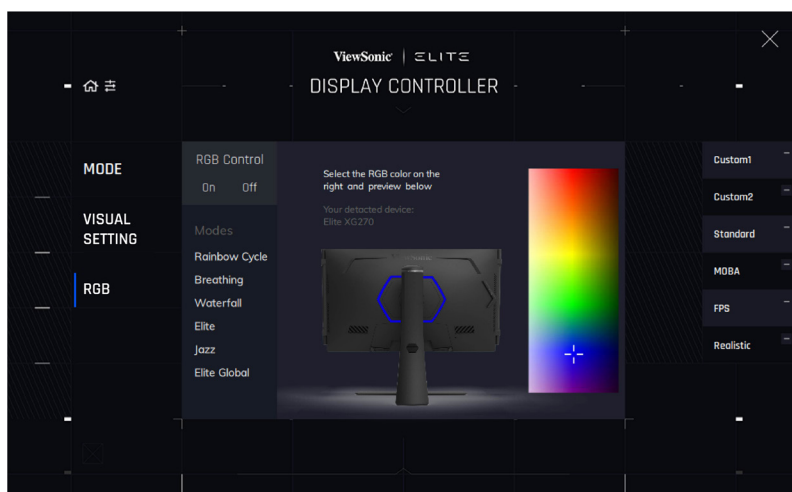 ViewSonic | ELITE
DISPLAY CONTROLLER
MODE
VISUAL
SETTING
RGB
RGB Control
On Off
Modes
Rainbow Cycle
Breathing
Waterfall
Elite
Jazz
Elite Global
Select the RGB color on the
right and preview below
Your detacted device:
Elite XG270
Custom1
Custom2
Standard
MOBA
FPS
Realistic